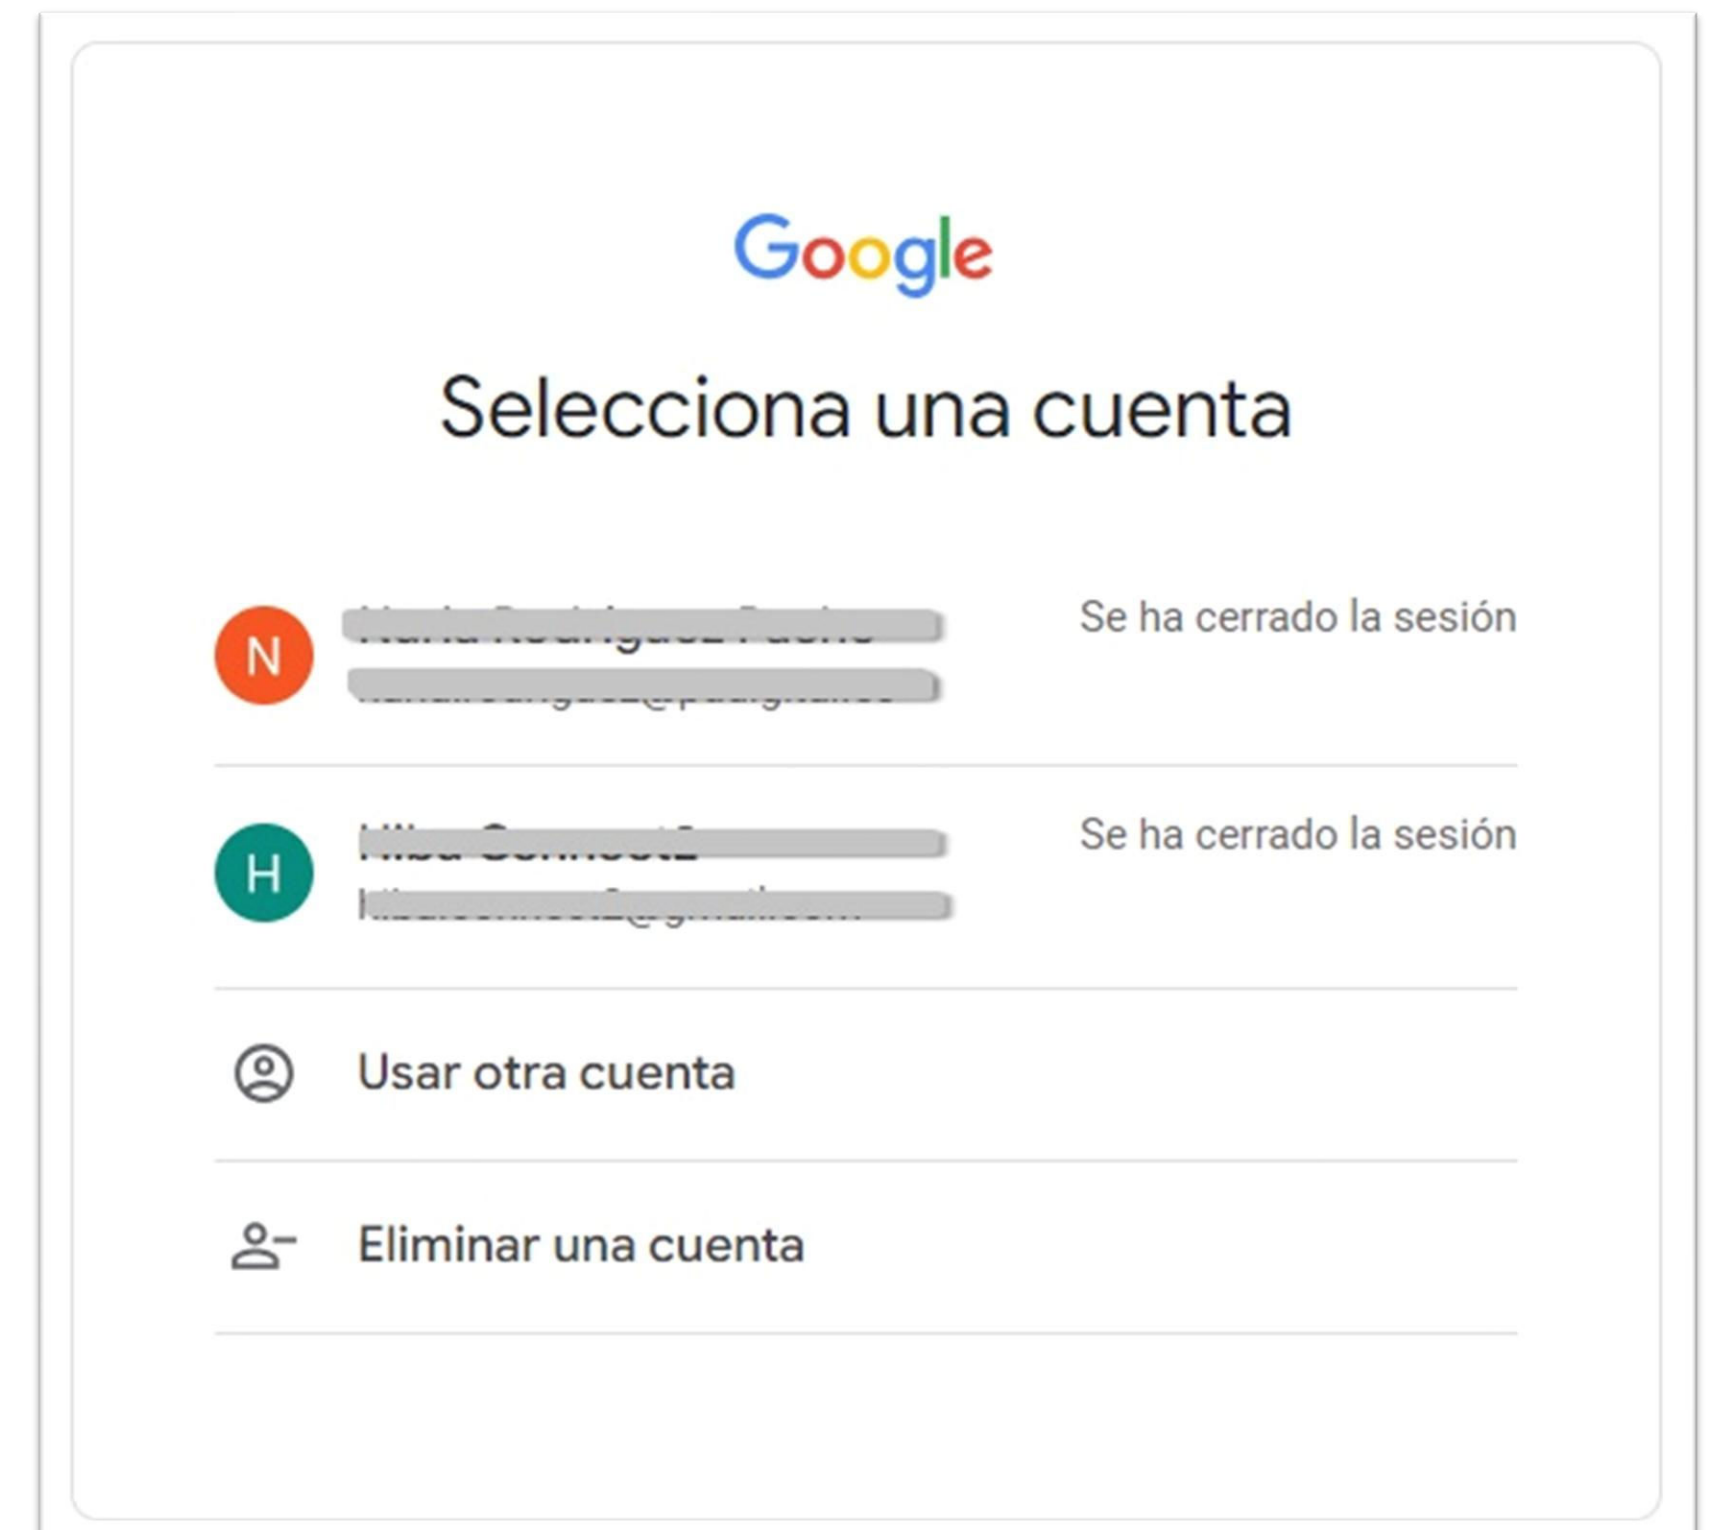 Google
Selecciona una cuenta
N
Se ha cerrado la sesión
H
Se ha cerrado la sesión
Usar otra cuenta
Eliminar una cuenta